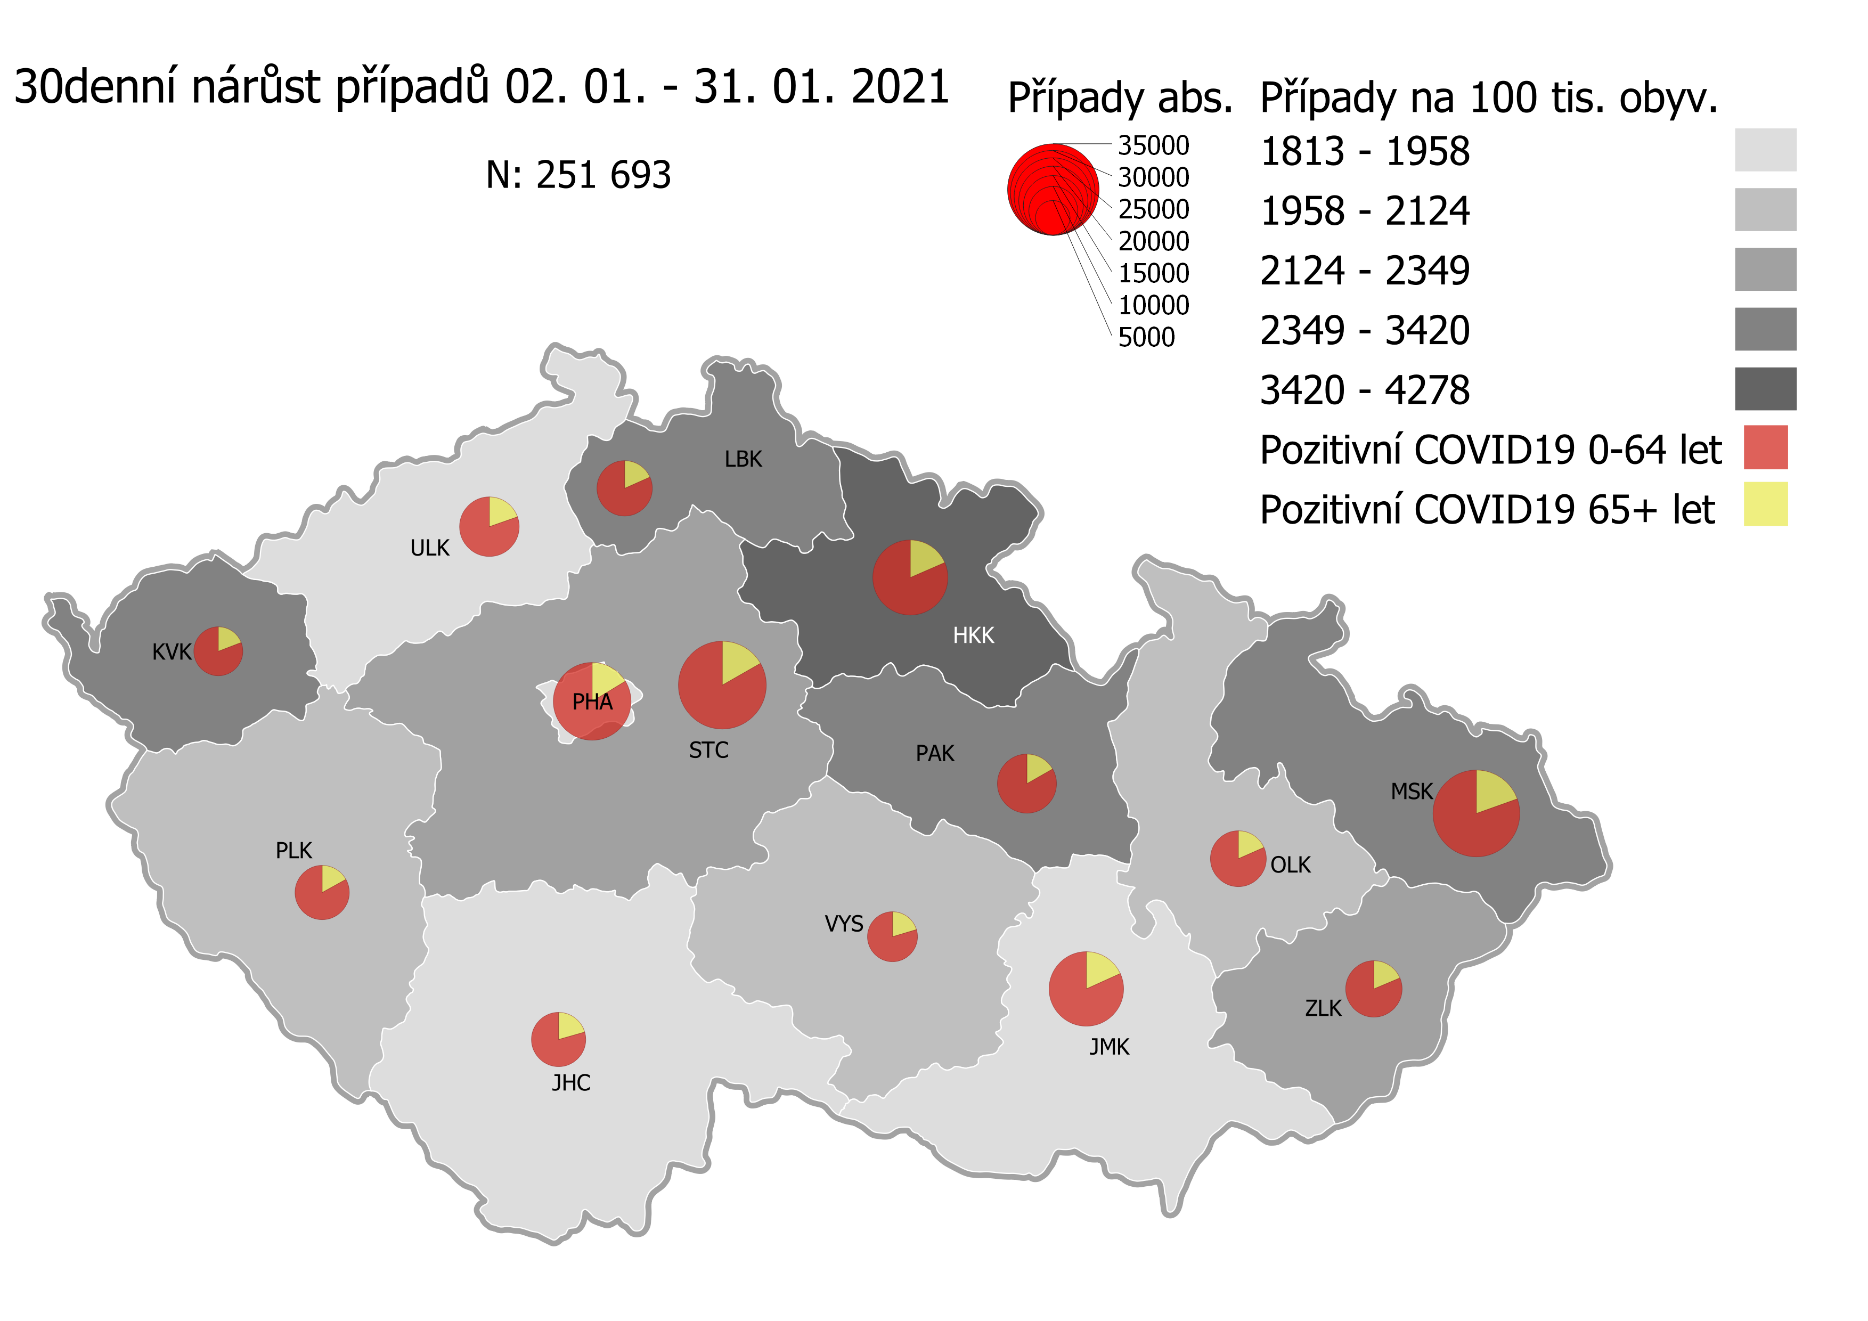 30denní nárůst případů 02. 01. - 31. 01. 2021
N: 251 693
Případy abs.
35000
30000
25000
20000
15000
10000
5000
Případy na 100 tis. obyv.
1813 - 1958
1958 - 2124
2124 - 2349
2349 - 3420
3420 - 4278
Pozitivní COVID19 0-64 let
Pozitivní COVID19 65+ let
LBK
ULK
HKK
KVK
PHA
STC
PAK
MSK
PLK
OLK
VYS
ZLK
JMK
JHC